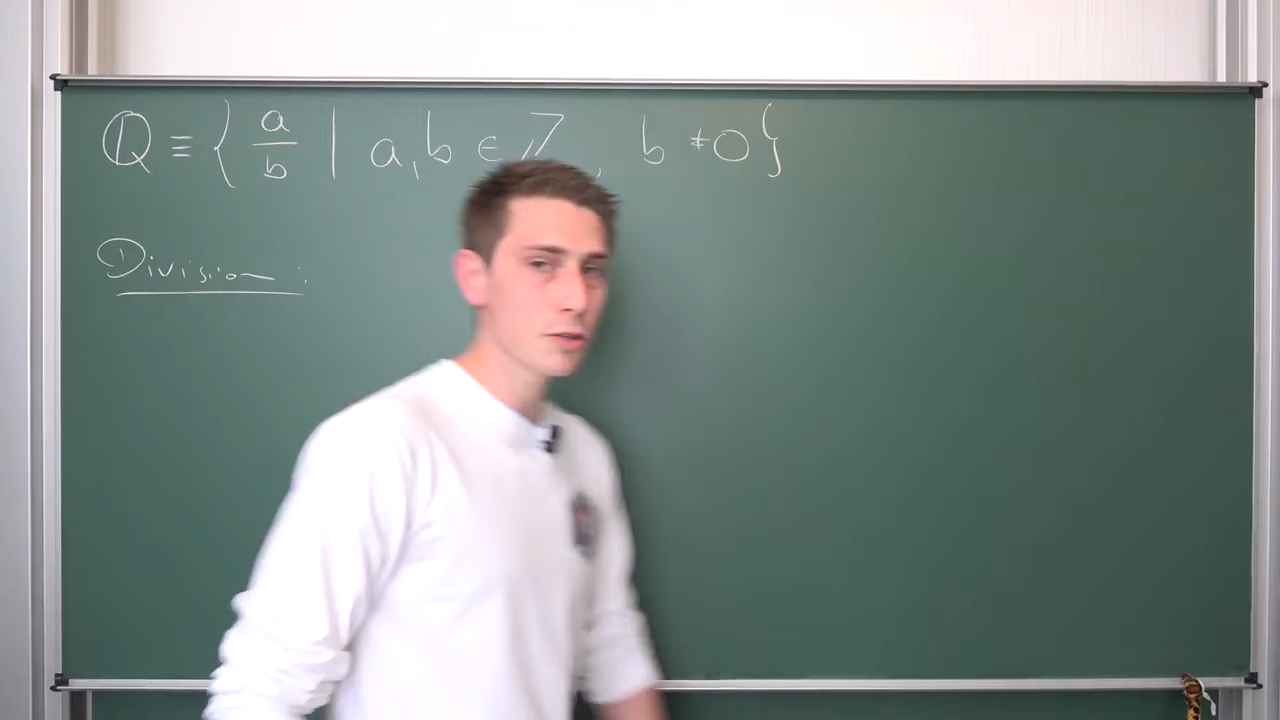 ℚ ≡ { a/b | a, b ∈ ℤ, b ≠ 0 }
Division :